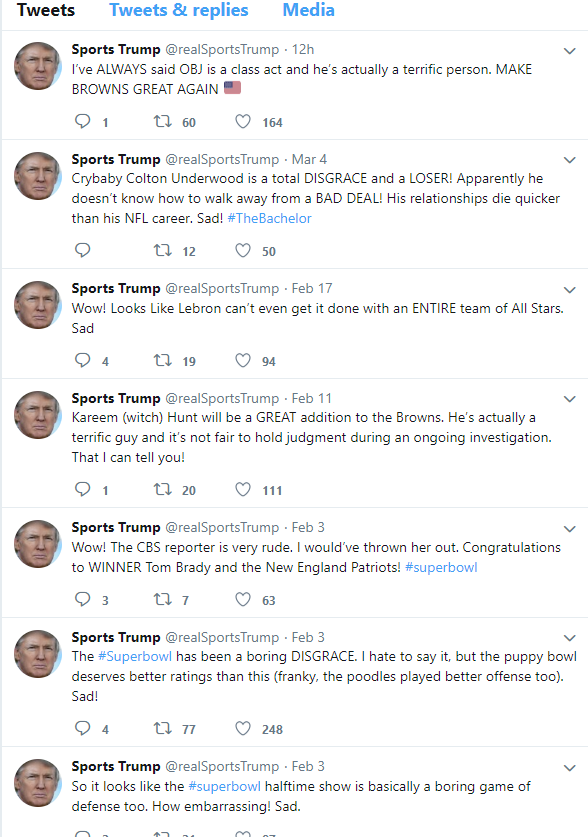 Tweets Tweets & replies Media
Sports Trump @realSportsTrump · 12h
I've ALWAYS said OBJ is a class act and he's actually a terrific person. MAKE
BROWNS GREAT AGAIN
1 60 164
Sports Trump @realSportsTrump · Mar 4
Crybaby Colton Underwood is a total DISGRACE and a LOSER! Apparently he
doesn't know how to walk away from a BAD DEAL! His relationships die quicker
than his NFL career. Sad! #TheBachelor
12 50
Sports Trump @realSportsTrump · Feb 17
Wow! Looks Like Lebron can't even get it done with an ENTIRE team of All Stars.
Sad
4 19 94
Sports Trump @realSportsTrump · Feb 11
Kareem (witch) Hunt will be a GREAT addition to the Browns. He's actually a
terrific guy and it's not fair to hold judgment during an ongoing investigation.
That I can tell you!
1 20 111
Sports Trump @realSportsTrump · Feb 3
Wow! The CBS reporter is very rude. I would've thrown her out. Congratulations
to WINNER Tom Brady and the New England Patriots! #superbowl
3 7 63
Sports Trump @realSportsTrump · Feb 3
The #Superbowl has been a boring DISGRACE. I hate to say it, but the puppy bowl
deserves better ratings than this (franky, the poodles played better offense too).
Sad!
4 77 248
Sports Trump @realSportsTrump · Feb 3
So it looks like the #superbowl halftime show is basically a boring game of
defense too. How embarrassing! Sad.